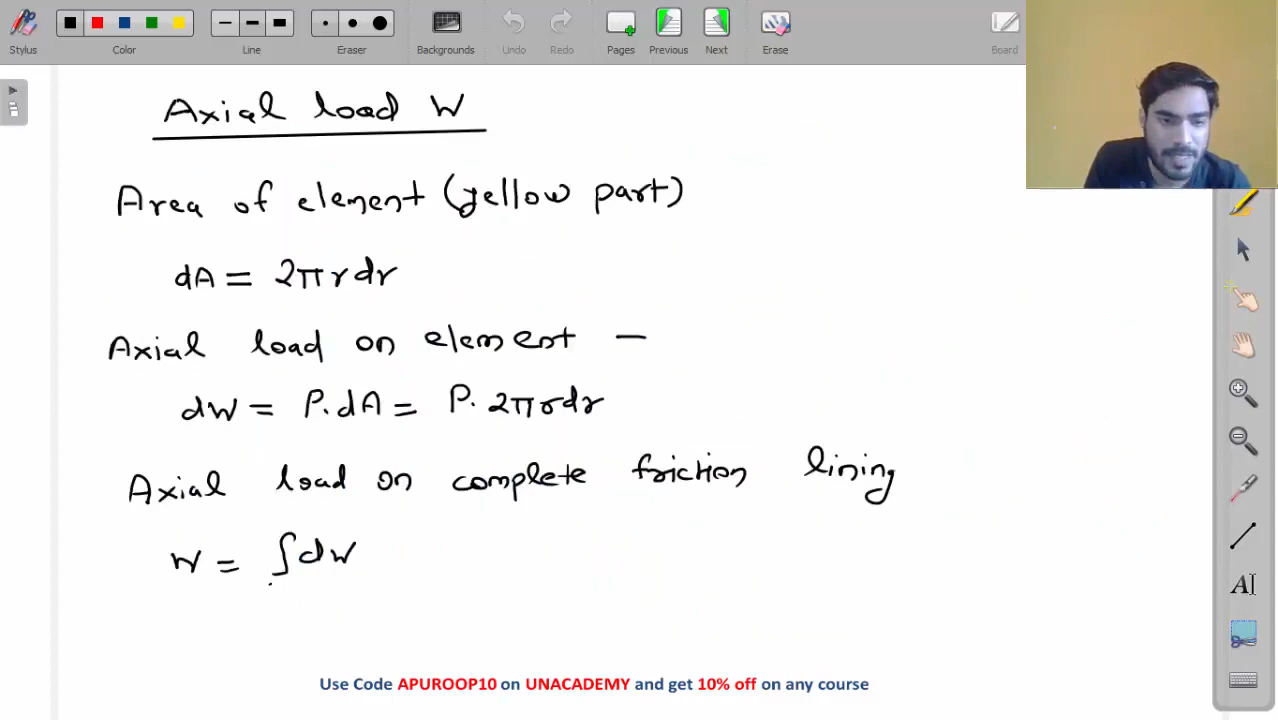 Stylus Color Line Eraser Backgrounds Undo Redo Pages Previous Next Erase Board
Axial load W
Area of element (yellow part)
dA = 2πrdr
Axial load on element –
dW = P.dA = P. 2πrdr
Axial load on complete friction lining
W = ∫dW
Use Code APUROOP10 on UNACADEMY and get 10% off on any course